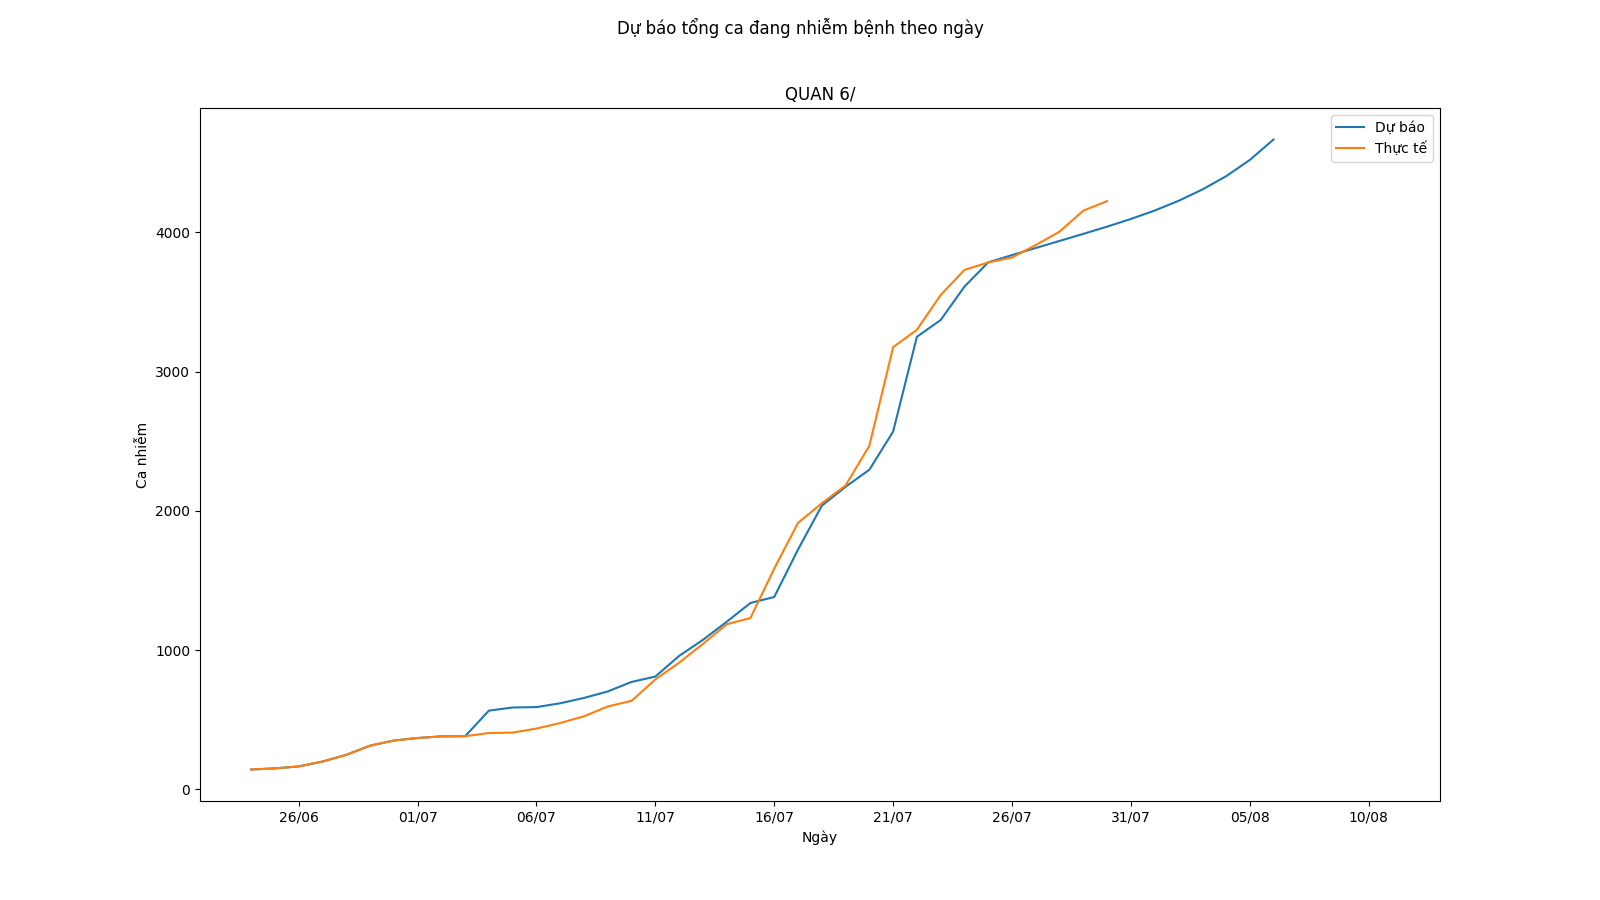 Dự báo tổng ca đang nhiễm bệnh theo ngày
QUAN 6/
Dự báo
Thực tế
Ca nhiễm
4000
3000
2000
1000
0
26/06 01/07 06/07 11/07 16/07 21/07 26/07 31/07 05/08 10/08
Ngày